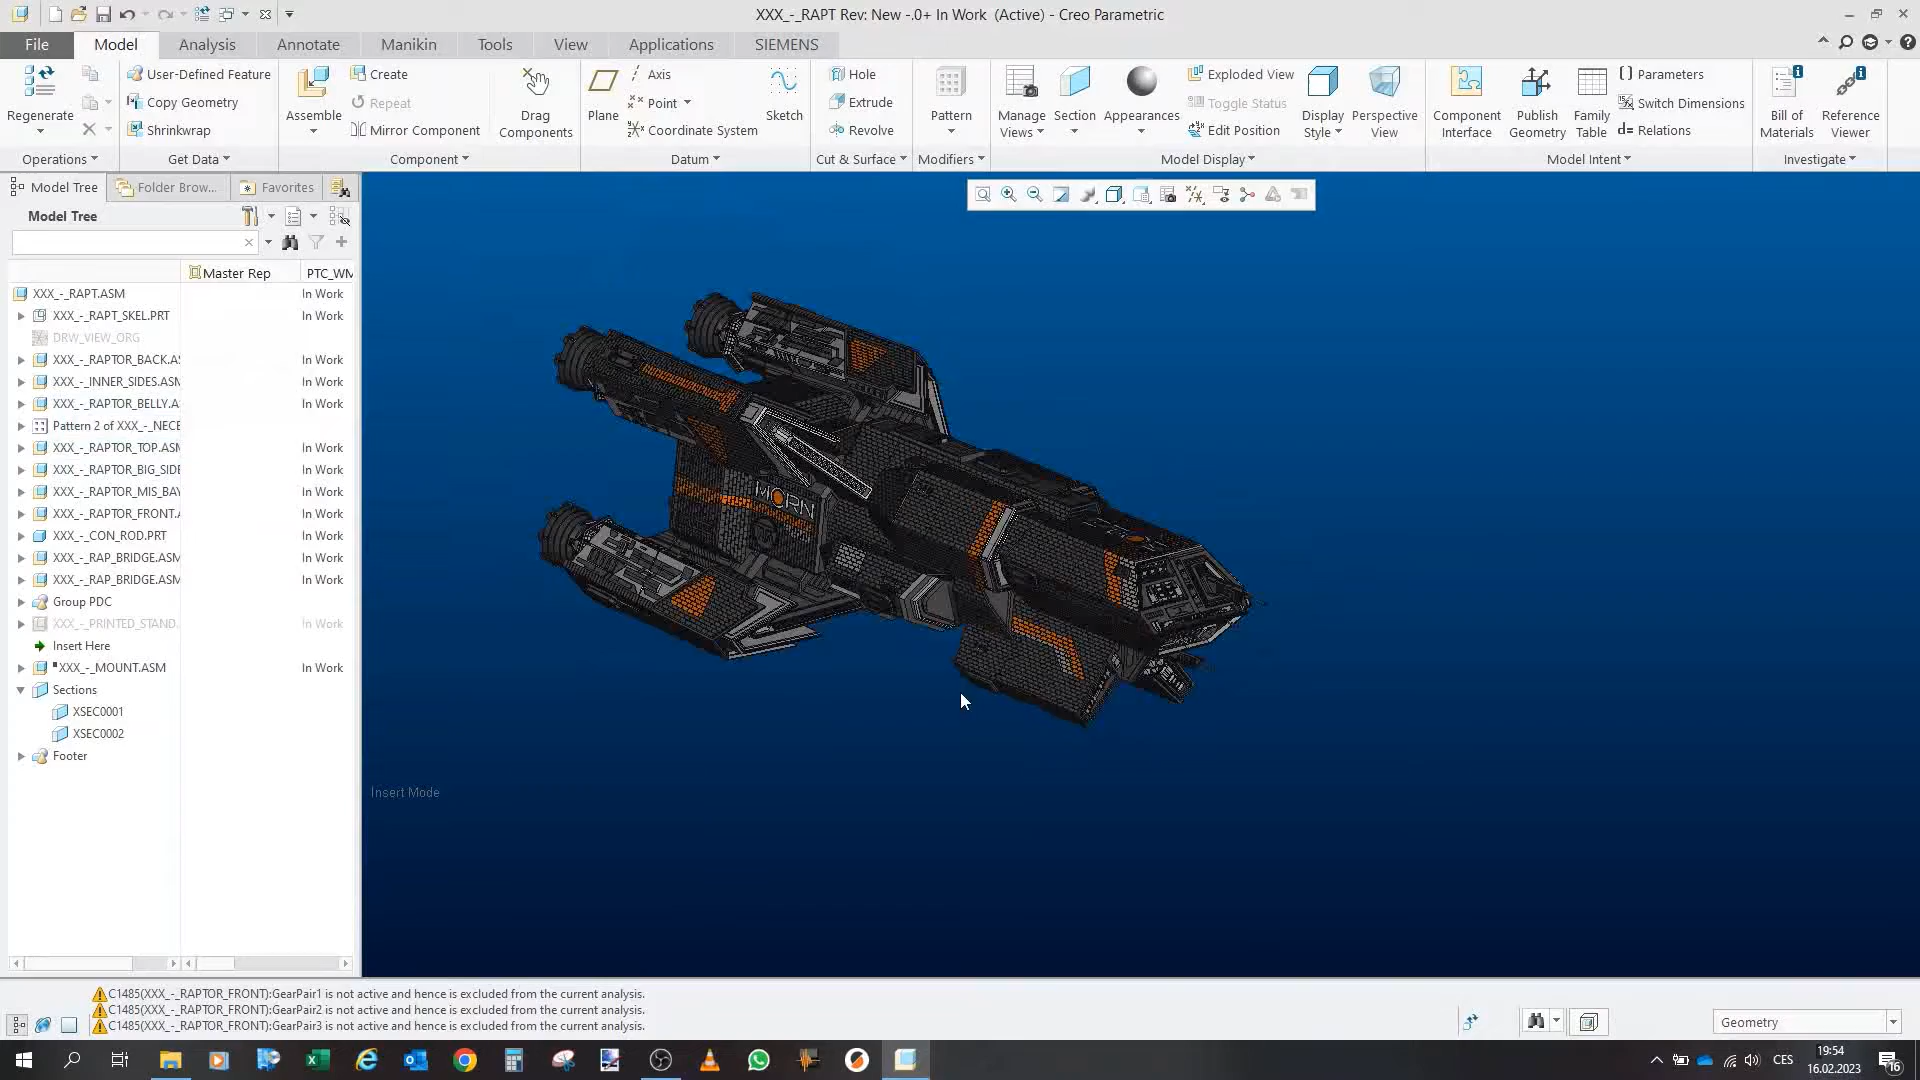 XXX_-_RAPT Rev: New -.0+ In Work (Active) - Creo Parametric
File Model Analysis Annotate Manikin Tools View Applications SIEMENS
Regenerate
Operations
User-Defined Feature
Copy Geometry
Shrinkwrap
Get Data
Assemble
Create
Repeat
Mirror Component
Drag
Components
Component
Plane
Axis
Point
Coordinate System
Sketch
Datum
Hole
Extrude
Revolve
Cut & Surface
Pattern
Modifiers
Manage
Views
Section
Appearances
Exploded View
Toggle Status
Edit Position
Display
Style
Perspective
View
Model Display
Component
Interface
Publish
Geometry
Family
Table
Parameters
Switch Dimensions
d= Relations
Model Intent
Bill of
Materials
Reference
Viewer
Investigate
Model Tree Folder Brow... Favorites
Model Tree
Master Rep PTC_WM
XXX_-_RAPT.ASM In Work
XXX_-_RAPT_SKEL.PRT In Work
DRW_VIEW_ORG
XXX_-_RAPTOR_BACK.AS In Work
XXX_-_INNER_SIDES.ASM In Work
XXX_-_RAPTOR_BELLY.A In Work
Pattern 2 of XXX_-_NECE
XXX_-_RAPTOR_TOP.ASM In Work
XXX_-_RAPTOR_BIG_SIDE In Work
XXX_-_RAPTOR_MIS_BAY In Work
XXX_-_RAPTOR_FRONT.A In Work
XXX_-_CON_ROD.PRT In Work
XXX_-_RAP_BRIDGE.ASM In Work
XXX_-_RAP_BRIDGE.ASM In Work
Group PDC
XXX_-_PRINTED_STAND. In Work
Insert Here
XXX_-_MOUNT.ASM In Work
Sections
XSEC0001
XSEC0002
Footer
MCRN
Insert Mode
C1485(XXX_-_RAPTOR_FRONT):GearPair1 is not active and hence is excluded from the current analysis.
C1485(XXX_-_RAPTOR_FRONT):GearPair2 is not active and hence is excluded from the current analysis.
C1485(XXX_-_RAPTOR_FRONT):GearPair3 is not active and hence is excluded from the current analysis.
Geometry
CES
19:54
16.02.2023
16